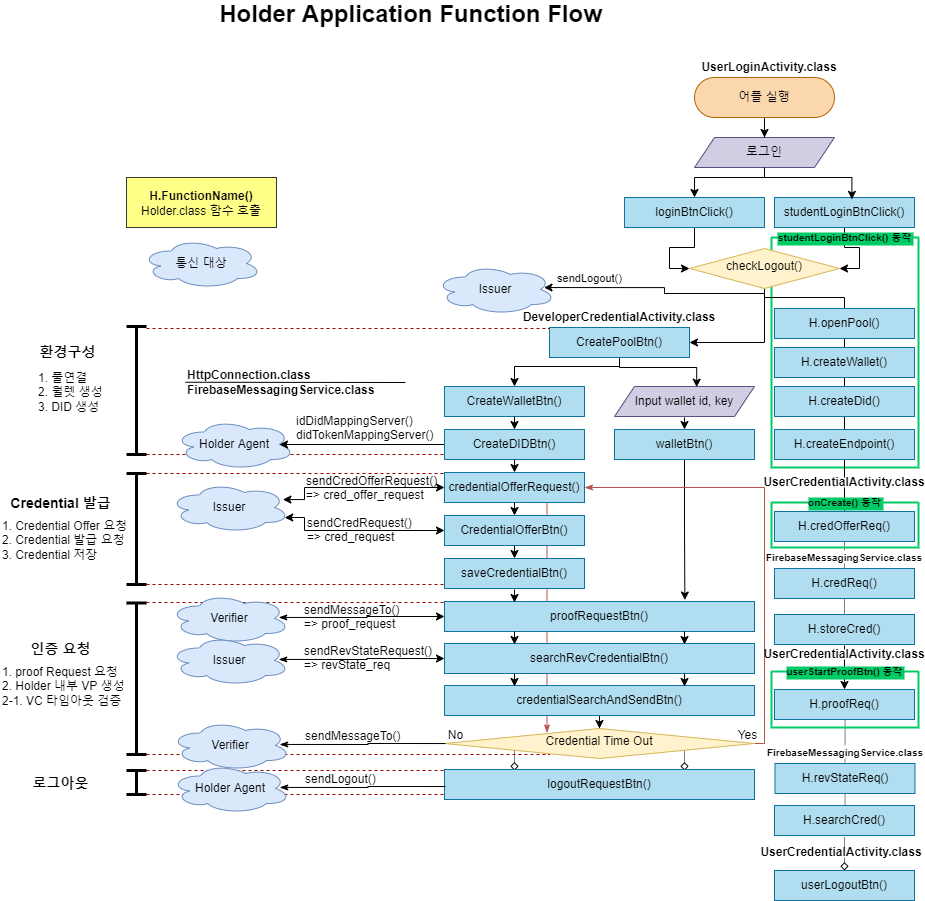 Holder Application Function Flow
UserLoginActivity.class
어플 실행
로그인
H.FunctionName()
Holder.class 함수 호출
통신 대상
loginBtnClick()
studentLoginBtnClick()
studentLoginBtnClick() 동작
checkLogout()
sendLogout()
Issuer
DeveloperCredentialActivity.class
CreatePoolBtn()
H.openPool()
H.createWallet()
H.createDid()
H.createEndpoint()
환경구성
1. 풀연결
2. 월렛 생성
3. DID 생성
HttpConnection.class
FirebaseMessagingService.class
CreateWalletBtn()
Input wallet id, key
idDidMappingServer()
didTokenMappingServer()
Holder Agent
CreateDIDBtn()
walletBtn()
UserCredentialActivity.class
onCreate() 동작
H.credOfferReq()
Credential 발급
1. Credential Offer 요청
2. Credential 발급 요청
3. Credential 저장
sendCredOfferRequest()
=> cred_offer_request
Issuer
sendCredRequest()
=> cred_request
credentialOfferRequest()
CredentialOfferBtn()
saveCredentialBtn()
FirebaseMessagingService.class
H.credReq()
H.storeCred()
인증 요청
1. proof Request 요청
2. Holder 내부 VP 생성
2-1. VC 타임아웃 검증
Verifier
sendMessageTo()
=> proof_request
proofRequestBtn()
Issuer
sendRevStateRequest()
=> revState_req
searchRevCredentialBtn()
credentialSearchAndSendBtn()
UserCredentialActivity.class
userStartProofBtn() 동작
H.proofReq()
Verifier
sendMessageTo()
No
Credential Time Out
Yes
FirebaseMessagingService.class
H.revStateReq()
H.searchCred()
로그아웃
Holder Agent
sendLogout()
logoutRequestBtn()
UserCredentialActivity.class
userLogoutBtn()